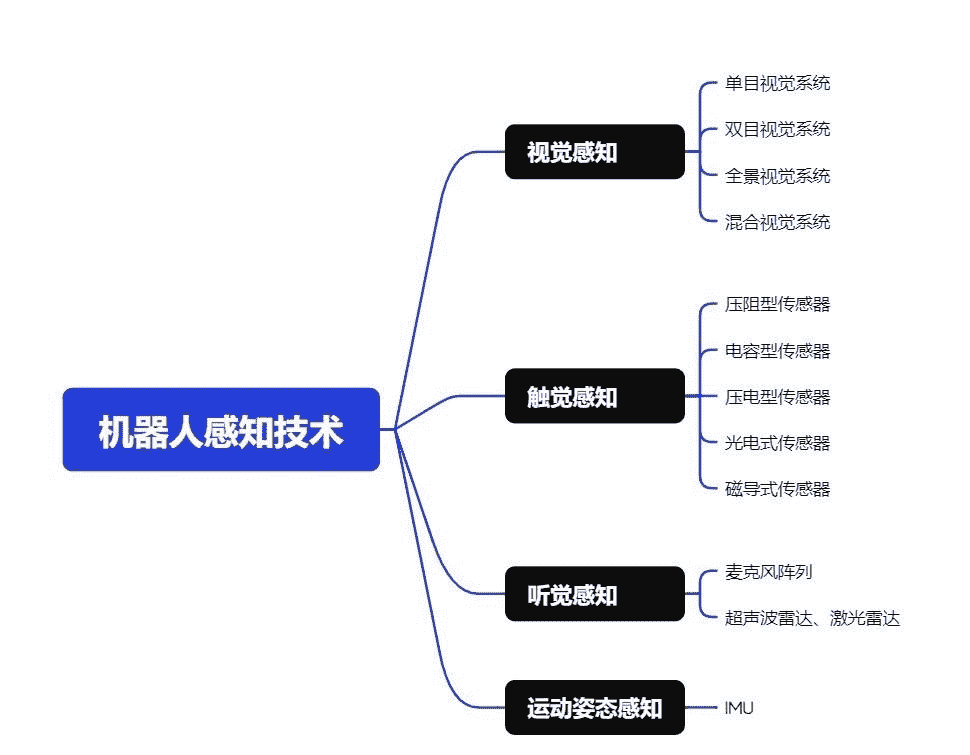 机器人感知技术
视觉感知
单目视觉系统
双目视觉系统
全景视觉系统
混合视觉系统
触觉感知
压阻型传感器
电容型传感器
压电型传感器
光电式传感器
磁导式传感器
听觉感知
麦克风阵列
超声波雷达、激光雷达
运动姿态感知
IMU